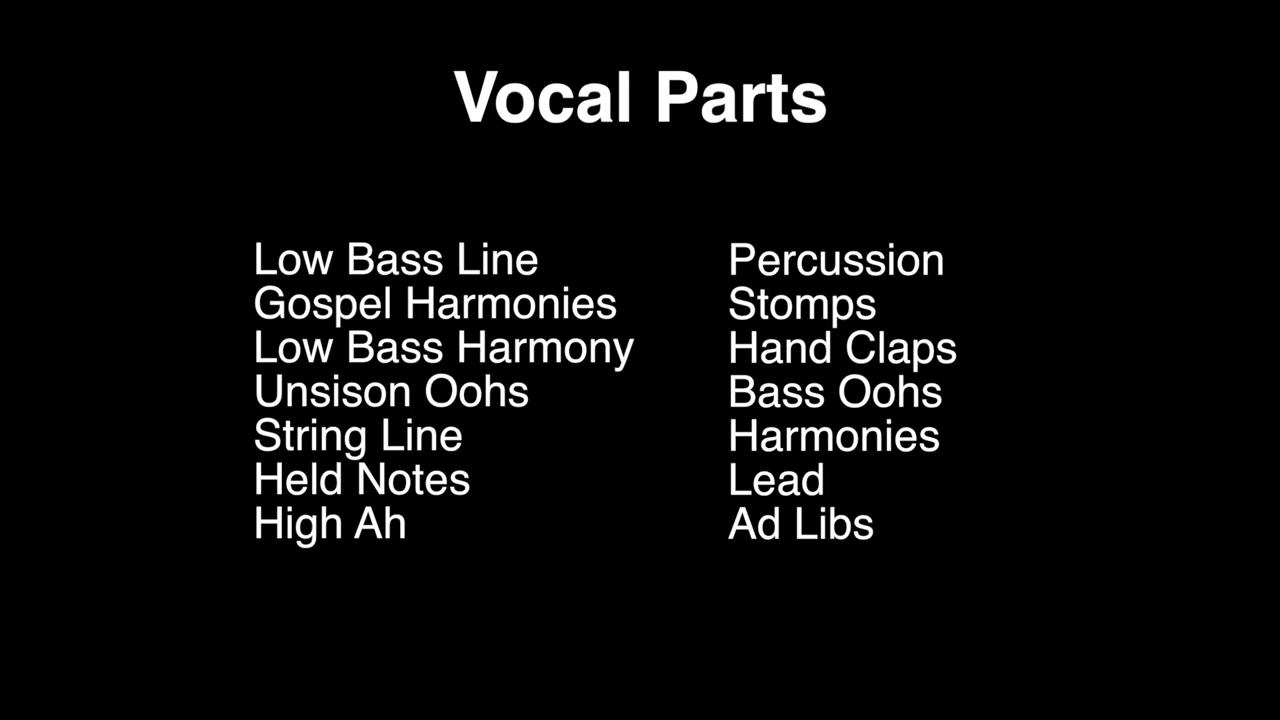 Vocal Parts
Low Bass Line
Gospel Harmonies
Low Bass Harmony
Unsison Oohs
String Line
Held Notes
High Ah
Percussion
Stomps
Hand Claps
Bass Oohs
Harmonies
Lead
Ad Libs